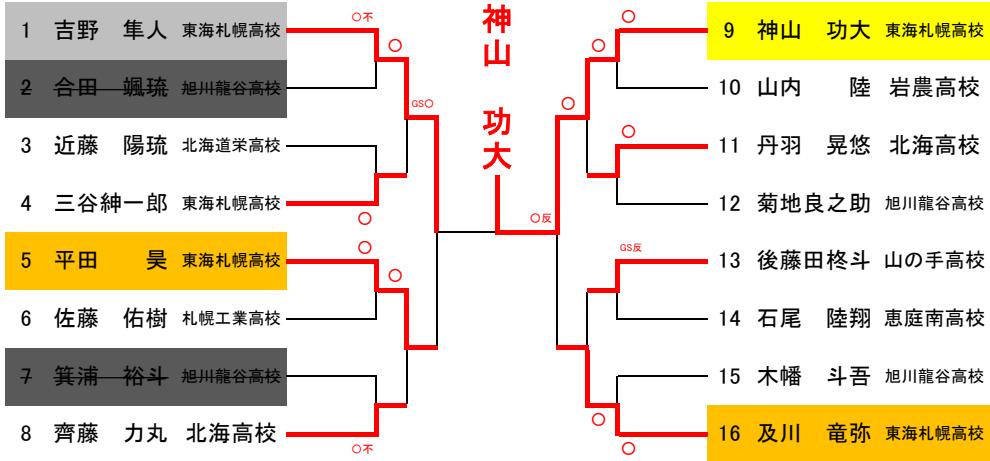 神山 功大
1 吉野 隼人 東海札幌高校
〇不
〇
2 合田 颯琉 旭川龍谷高校
GS〇
3 近藤 陽琉 北海道栄高校
4 三谷紳一郎 東海札幌高校
〇
〇
5 平田 昊 東海札幌高校
〇
6 佐藤 佑樹 札幌工業高校
7 箕浦 裕斗 旭川龍谷高校
8 齊藤 力丸 北海高校
〇不
〇
9 神山 功大 東海札幌高校
〇
10 山内 陸 岩農高校
〇
〇
11 丹羽 晃悠 北海高校
12 菊地良之助 旭川龍谷高校
〇反
GS反
13 後藤田柊斗 山の手高校
14 石尾 陸翔 恵庭南高校
15 木幡 斗吾 旭川龍谷高校
〇
16 及川 竜弥 東海札幌高校
〇